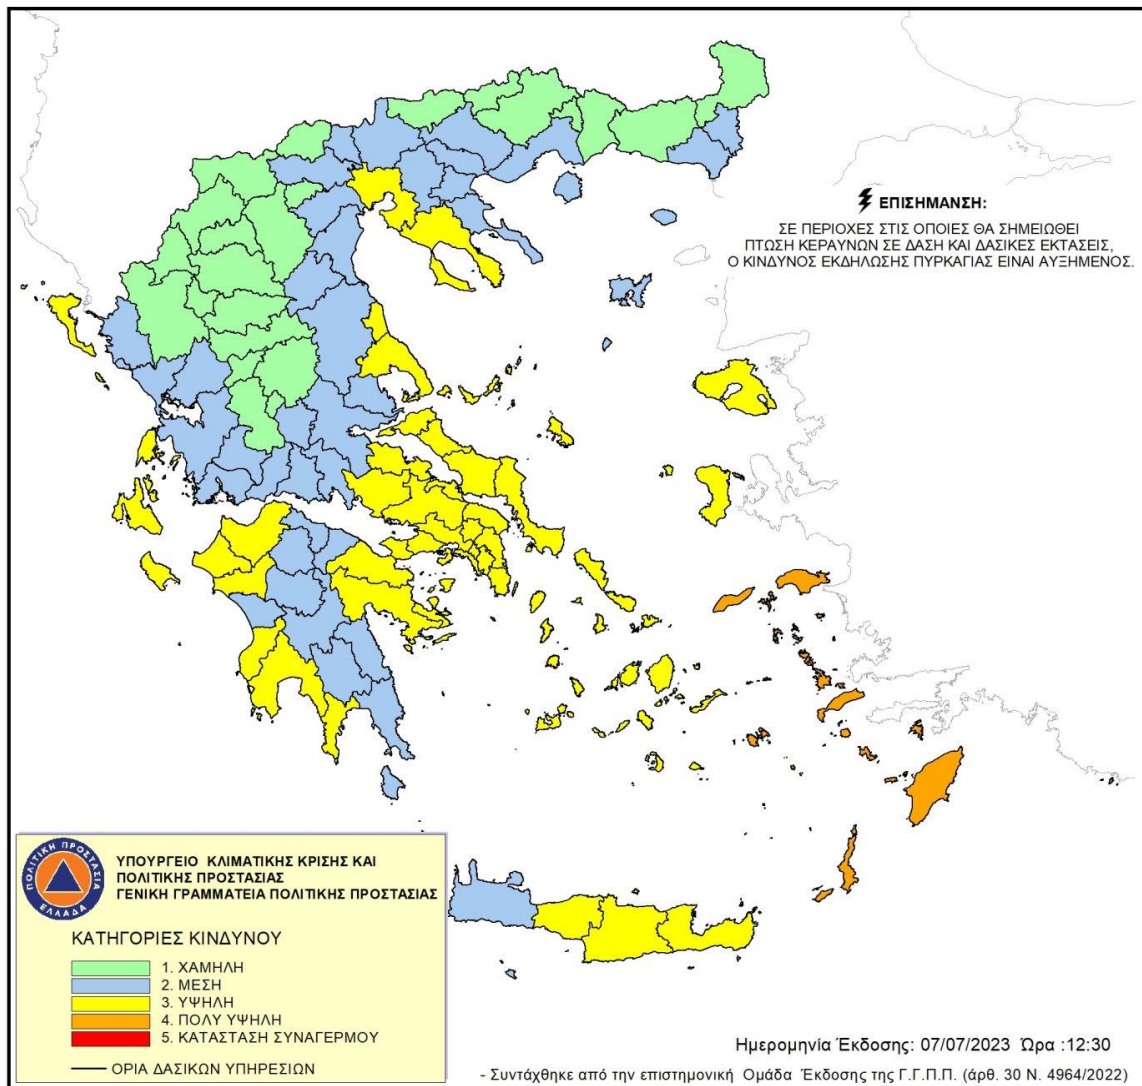 ⚡ ΕΠΙΣΗΜΑΝΣΗ:
ΣΕ ΠΕΡΙΟΧΕΣ ΣΤΙΣ ΟΠΟΙΕΣ ΘΑ ΣΗΜΕΙΩΘΕΙ
ΠΤΩΣΗ ΚΕΡΑΥΝΩΝ ΣΕ ΔΑΣΗ ΚΑΙ ΔΑΣΙΚΕΣ ΕΚΤΑΣΕΙΣ,
Ο ΚΙΝΔΥΝΟΣ ΕΚΔΗΛΩΣΗΣ ΠΥΡΚΑΓΙΑΣ ΕΙΝΑΙ ΑΥΞΗΜΕΝΟΣ.
ΠΟΛΙΤΙΚΗ ΠΡΟΣΤΑΣΙΑ
ΕΛΛΑΔΑ
ΥΠΟΥΡΓΕΙΟ ΚΛΙΜΑΤΙΚΗΣ ΚΡΙΣΗΣ ΚΑΙ
ΠΟΛΙΤΙΚΗΣ ΠΡΟΣΤΑΣΙΑΣ
ΓΕΝΙΚΗ ΓΡΑΜΜΑΤΕΙΑ ΠΟΛΙΤΙΚΗΣ ΠΡΟΣΤΑΣΙΑΣ
ΚΑΤΗΓΟΡΙΕΣ ΚΙΝΔΥΝΟΥ
1. ΧΑΜΗΛΗ
2. ΜΕΣΗ
3. ΥΨΗΛΗ
4. ΠΟΛΥ ΥΨΗΛΗ
5. ΚΑΤΑΣΤΑΣΗ ΣΥΝΑΓΕΡΜΟΥ
ΟΡΙΑ ΔΑΣΙΚΩΝ ΥΠΗΡΕΣΙΩΝ
Ημερομηνία Έκδοσης: 07/07/2023 Ώρα :12:30
- Συντάχθηκε από την επιστημονική Ομάδα Έκδοσης της Γ.Γ.Π.Π. (άρθ. 30 Ν. 4964/2022)